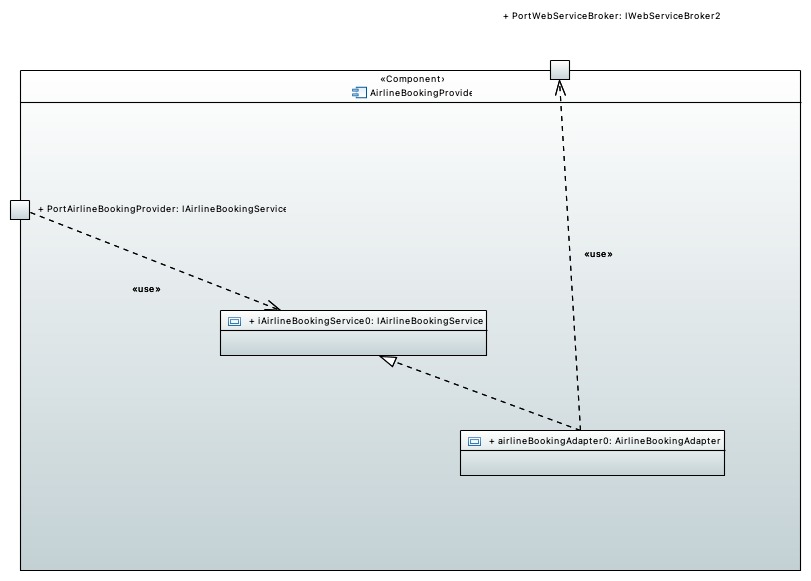 + PortWebServiceBroker: IWebServiceBroker2
«Component»
AirlineBookingProvide
+ PortAirlineBookingProvider: IAirlineBookingService
«use»
«use»
+ iAirlineBookingService0: IAirlineBookingService
+ airlineBookingAdapter0: AirlineBookingAdapter